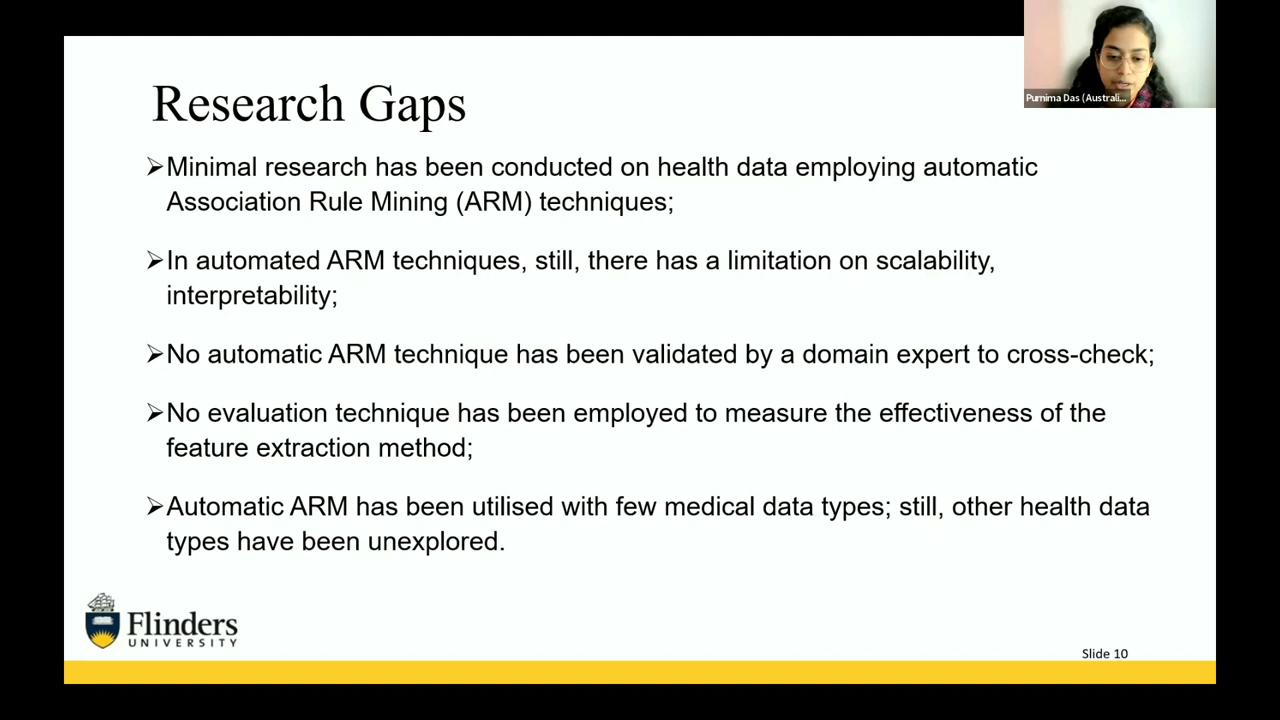 Purnima Das (Australi...
Research Gaps
➢Minimal research has been conducted on health data employing automatic
Association Rule Mining (ARM) techniques;
➢In automated ARM techniques, still, there has a limitation on scalability,
interpretability;
➢No automatic ARM technique has been validated by a domain expert to cross-check;
➢No evaluation technique has been employed to measure the effectiveness of the
feature extraction method;
➢Automatic ARM has been utilised with few medical data types; still, other health data
types have been unexplored.
Flinders
UNIVERSITY
Slide 10